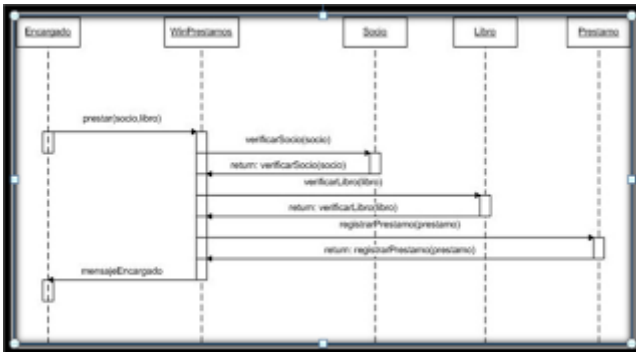 Encargado
WinPrestamos
Socio
Libro
Prestamo
prestar(socio,libro)
verificarSocio(socio)
return: verificarSocio(socio)
verificarLibro(libro)
return: verificarLibro(libro)
registrarPrestamo(prestamo)
return: registrarPrestamo(prestamo)
mensajeEncargado